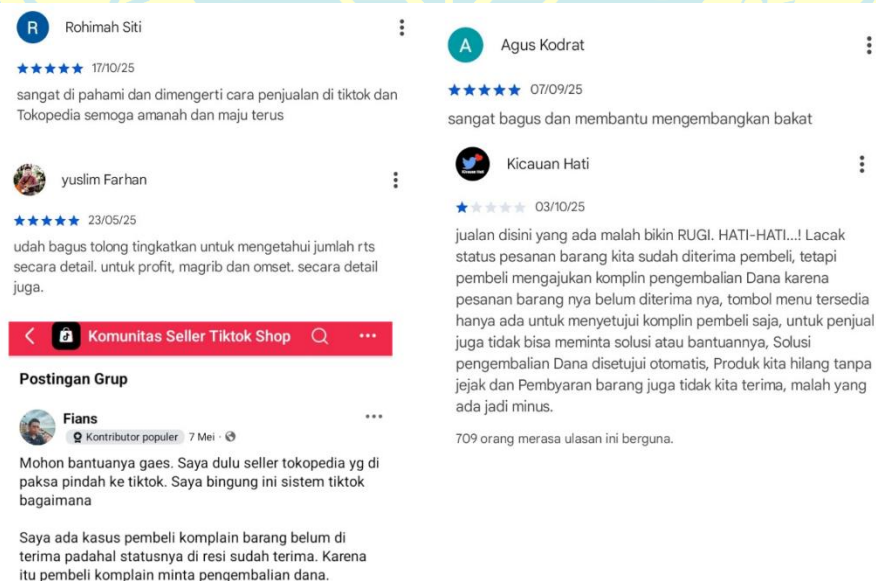 R
Rohimah Siti
17/10/25
sangat di pahami dan dimengerti cara penjualan di tiktok dan
Tokopedia semoga amanah dan maju terus
yuslim Farhan
23/05/25
udah bagus tolong tingkatkan untuk mengetahui jumlah rts
secara detail. untuk profit, magrib dan omset. secara detail
juga.
Komunitas Seller Tiktok Shop
Postingan Grup
Fians
Kontributor populer 7 Mei ·
Mohon bantuanya gaes. Saya dulu seller tokopedia yg di
paksa pindah ke tiktok. Saya bingung ini sistem tiktok
bagaimana
Saya ada kasus pembeli komplain barang belum di
terima padahal statusnya di resi sudah terima. Karena
itu pembeli komplain minta pengembalian dana.
A
Agus Kodrat
07/09/25
sangat bagus dan membantu mengembangkan bakat
Kicauan Hati
03/10/25
jualan disini yang ada malah bikin RUGI. HATI-HATI...! Lacak
status pesanan barang kita sudah diterima pembeli, tetapi
pembeli mengajukan komplin pengembalian Dana karena
pesanan barang nya belum diterima nya, tombol menu tersedia
hanya ada untuk menyetujui komplin pembeli saja, untuk penjual
juga tidak bisa meminta solusi atau bantuannya, Solusi
pengembalian Dana disetujui otomatis, Produk kita hilang tanpa
jejak dan Pembyaran barang juga tidak kita terima, malah yang
ada jadi minus.
709 orang merasa ulasan ini berguna.